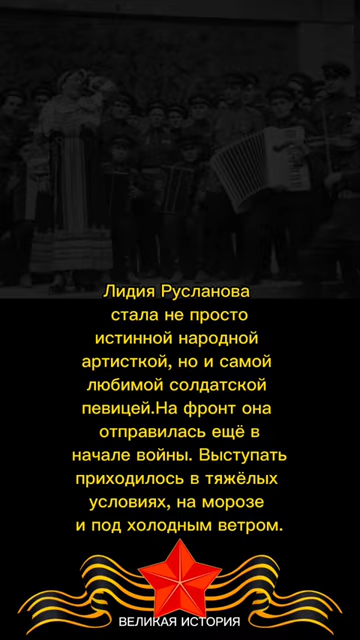 Лидия Русланова
стала не просто
истинной народной
артисткой, но и самой
любимой солдатской
певицей.На фронт она
отправилась ещё в
начале войны. Выступать
приходилось в тяжёлых
условиях, на морозе
и под холодным ветром.
ВЕЛИКАЯ ИСТОРИЯ